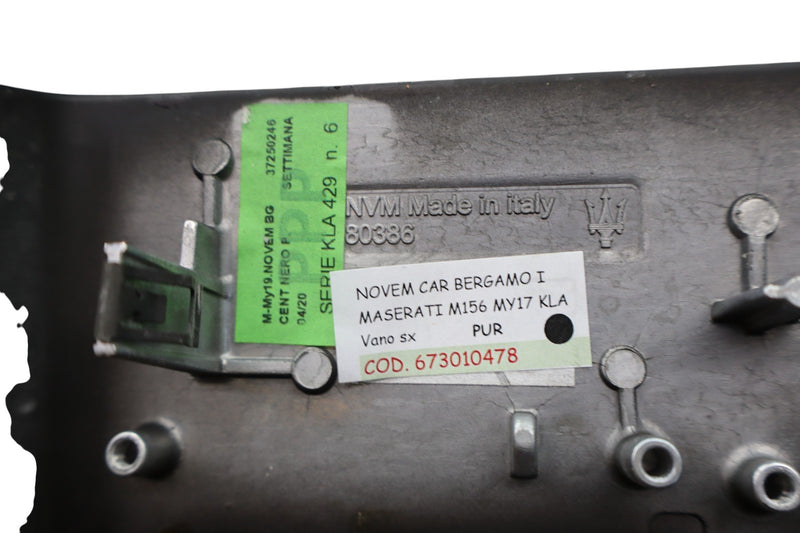 M-My19.NOVEM BG 37250246
CENT NERO P SETTIMANA
04/20
PPP
SERIE KLA 429 n. 6
NVM Made in italy
80386
NOVEM CAR BERGAMO I
MASERATI M156 MY17 KLA
Vano sx PUR
COD. 673010478